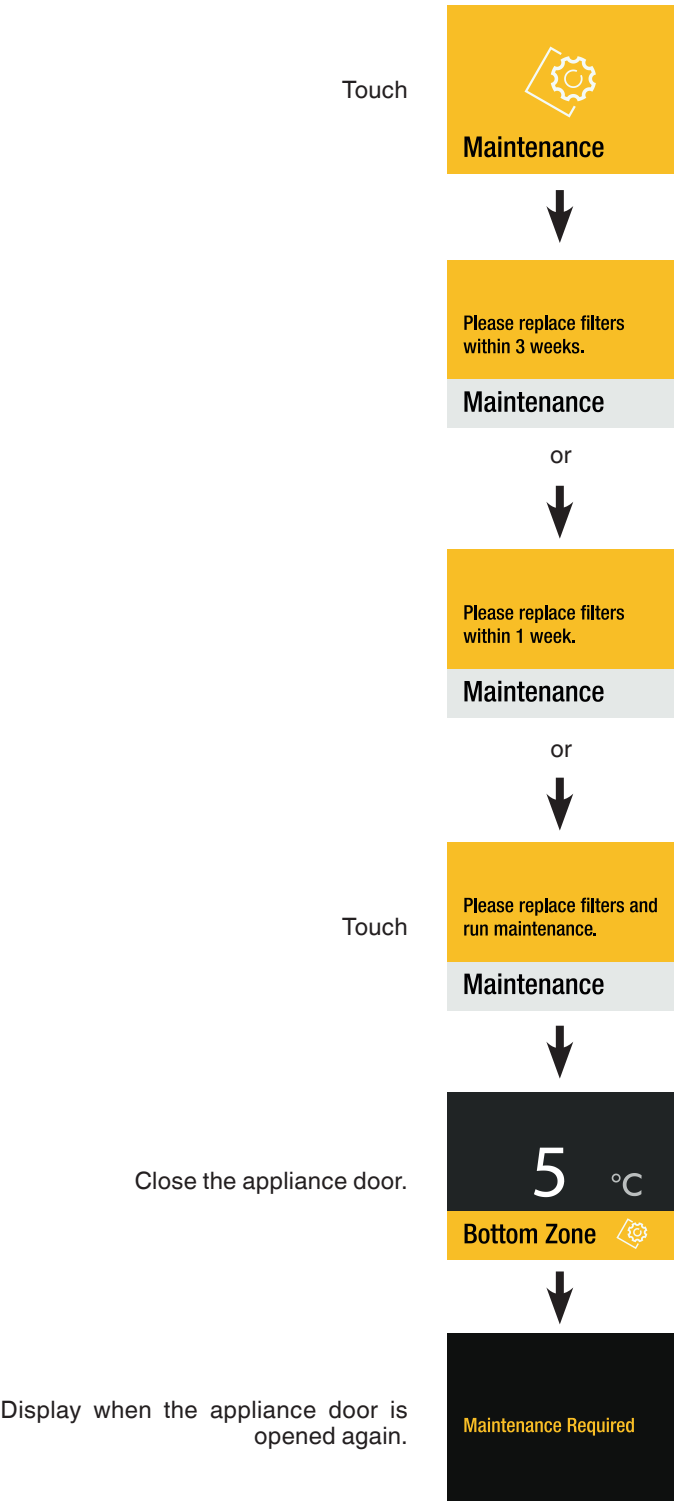 Touch
Maintenance
Please replace filters
within 3 weeks.
Maintenance
or
Please replace filters
within 1 week.
Maintenance
or
Touch
Please replace filters and
run maintenance.
Maintenance
Close the appliance door.
5 °C
Bottom Zone
Display when the appliance door is
opened again.
Maintenance Required